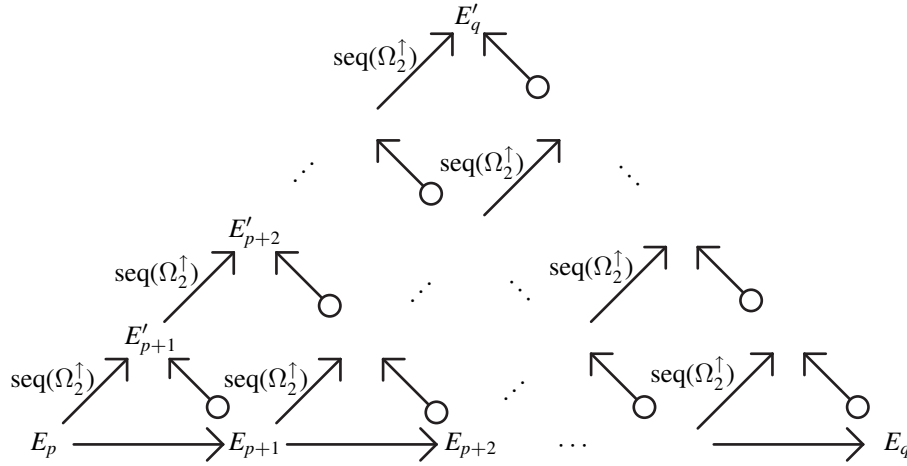 E'_q
seq(Ω_2^↑)
seq(Ω_2^↑)
⋰ ⋱
E'_{p+2}
seq(Ω_2^↑) seq(Ω_2^↑)
⋰ ⋱
E'_{p+1}
seq(Ω_2^↑) seq(Ω_2^↑) ⋰ seq(Ω_2^↑)
E_p E_{p+1} E_{p+2} ⋯ E_q